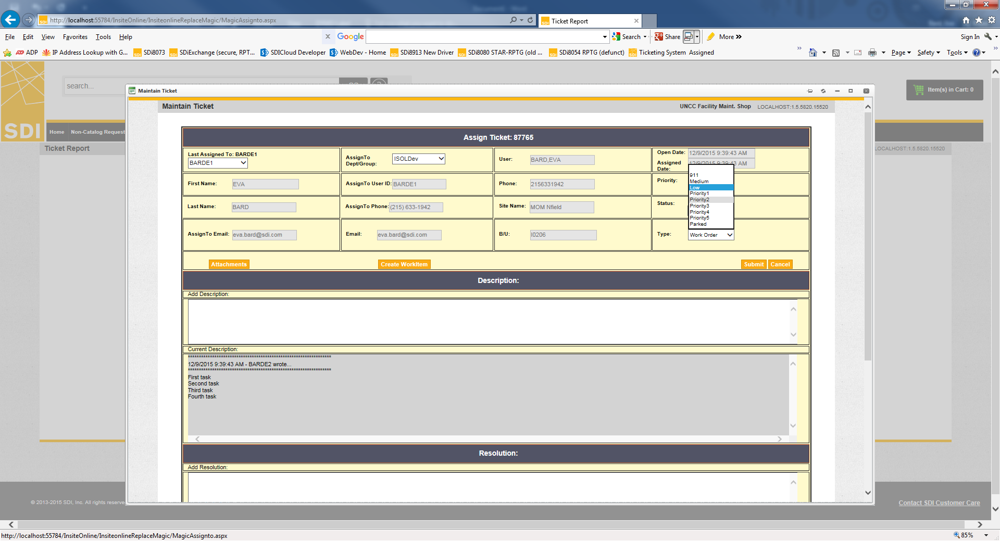 http://localhost:55784/InsiteOnline/InsiteonlineReplaceMagic/MagicAssignto.aspx
SDI Ticket Report
File Edit View Favorites Tools Help
x Google Search Share More »
Sign In
ADP IP Address Lookup with G... SDi8073 SDiExchange (secure, RPT... SDICloud Developer WebDev - Home SDi8913 New Driver SDi8080 STAR-RPTG (old ... SDi8054 RPTG (defunct) Ticketing System Assigned
Page Safety Tools
search...
Item(s) in Cart: 0
SDI
Home Non-Catalog Request
Ticket Report
LOCALHOST:1.5.5820.15520
Maintain Ticket
Maintain Ticket
UNCC Facility Maint. Shop LOCALHOST:1.5.5820.15520
Assign Ticket: 87765
Last Assigned To: BARDE1
BARDE1
AssignTo Dept/Group: ISOLDev
User: BARD,EVA
Open Date: 12/9/2015 9:39:43 AM
Assigned Date: 12/9/2015 9:39:43 AM
First Name: EVA
AssignTo User ID: BARDE1
Phone: 2156331942
Priority:
911
Medium
Low
Priority1
Priority2
Priority3
Priority4
Priority5
Parked
Last Name: BARD
AssignTo Phone: (215) 633-1942
Site Name: MOM Nfield
Status:
AssignTo Email: eva.bard@sdi.com
Email: eva.bard@sdi.com
B/U: I0206
Type: Work Order
Attachments Create WorkItem Submit Cancel
Description:
Add Description:
Current Description:
12/9/2015 9:39:43 AM - BARDE2 wrote...
First task
Second task
Third task
Fourth task
Resolution:
Add Resolution:
© 2013-2015 SDI, Inc. All rights reserve
Contact SDI Customer Care
http://localhost:55784/InsiteOnline/InsiteonlineReplaceMagic/MagicAssignto.aspx
85%